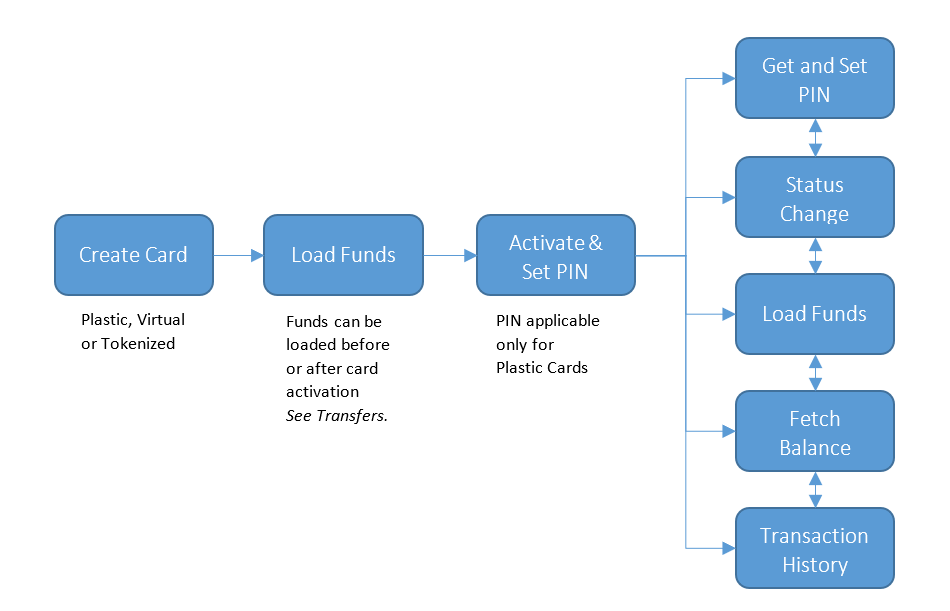 Get and Set
PIN
Status
Change
Create Card
Load Funds
Activate &
Set PIN
Plastic, Virtual
or Tokenized
Funds can be
loaded before
or after card
activation
See Transfers.
PIN applicable
only for
Plastic Cards
Load Funds
Fetch
Balance
Transaction
History